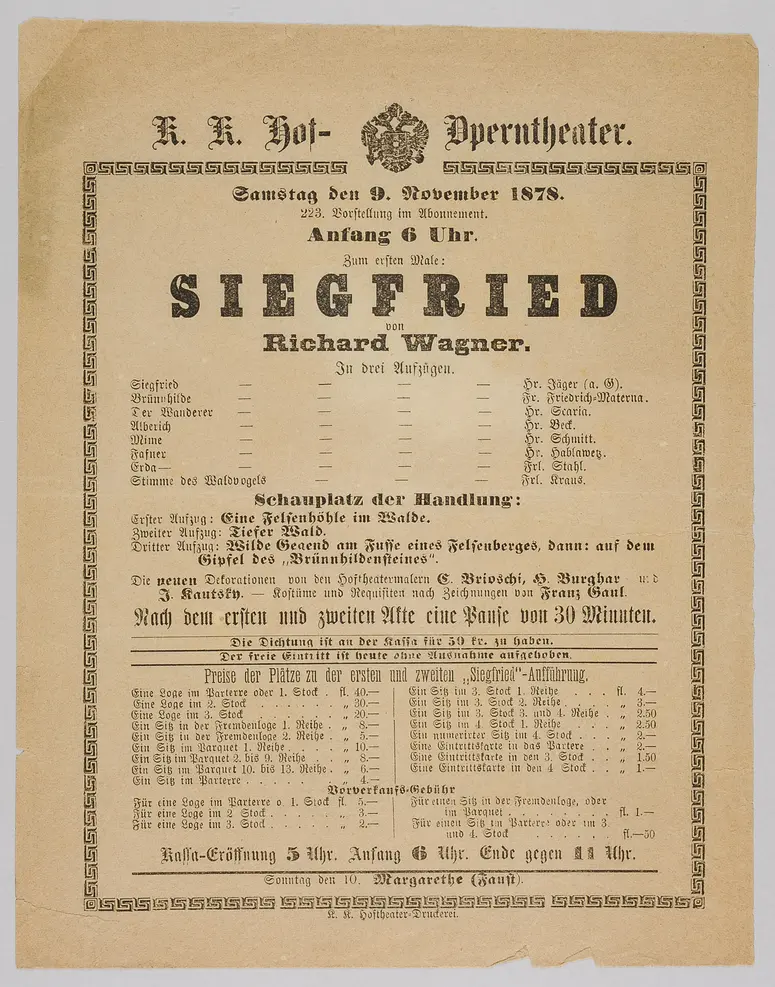 K. K. Hof- Operntheater.
Samstag den 9. November 1878.
223. Vorstellung im Abonnement.
Anfang 6 Uhr.
Zum ersten Male:
SIEGFRIED
von
Richard Wagner.
In drei Aufzügen.
Siegfried — — — — Hr. Jäger (a. G).
Brünnhilde — — — — Fr. Friedrich-Materna.
Der Wanderer — — — — Hr. Scaria.
Alberich — — — — Hr. Beck.
Mime — — — — Hr. Schmitt.
Fafner — — — — Hr. Hablawetz.
Erda — — — — Frl. Stahl.
Stimme des Waldvogels — — — Frl. Kraus.
Schauplatz der Handlung:
Erster Aufzug: Eine Felsenhöhle im Walde.
Zweiter Aufzug: Tiefer Wald.
Dritter Aufzug: Wilde Gegend am Fusse eines Felsenberges, dann: auf dem
Gipfel des „Brünnhildensteines".
Die neuen Dekorationen von den Hoftheatermalern C. Brioschi, H. Burghar und
J. Kautsky. — Kostüme und Requisiten nach Zeichnungen von Franz Gaul.
Nach dem ersten und zweiten Akte eine Pause von 30 Minuten.
Die Dichtung ist an der Kassa für 50 kr. zu haben.
Der freie Eintritt ist heute ohne Ausnahme aufgehoben.
Preise der Plätze zu der ersten und zweiten „Siegfried"-Aufführung.
Eine Loge im Parterre oder 1. Stock . fl. 40.—
Eine Loge im 2. Stock . . . . . . „ 30.—
Eine Loge im 3. Stock . . . . . . „ 20.—
Ein Sitz in der Fremdenloge 1. Reihe . „ 8.—
Ein Sitz in der Fremdenloge 2. Reihe . „ 5.—
Ein Sitz im Parquet 1. Reihe . . . . „ 10.—
Ein Sitz im Parquet 2. bis 9. Reihe . . „ 8.—
Ein Sitz im Parquet 10. bis 13. Reihe . „ 6.—
Ein Sitz im Parterre . . . . . . „ 4.—
Ein Sitz im 3. Stock 1. Reihe . . . fl. 4.—
Ein Sitz im 3. Stock 2. Reihe . . . „ 3.—
Ein Sitz im 3. Stock 3. und 4. Reihe . „ 2.50
Ein Sitz im 4. Stock 1. Reihe . . . „ 2.50
Ein numerirter Sitz im 4. Stock . . „ 2.—
Eine Eintrittskarte in das Parterre . . „ 2.—
Eine Eintrittskarte in den 3. Stock . . „ 1.50
Eine Eintrittskarte in den 4 Stock . . „ 1.—
Vorverkaufs-Gebühr
Für eine Loge im Parterre o. 1. Stock fl. 5.—
Für eine Loge im 2 Stock . . . . . „ 3.—
Für eine Loge im 3. Stock . . . . . „ 2.—
Für einen Sitz in der Fremdenloge, oder
im Parquet . . . . . . . . fl. 1.—
Für einen Sitz im Parterre oder im 3.
und 4. Stock . . . . . . fl.—50
Kassa-Eröffnung 5 Uhr. Anfang 6 Uhr. Ende gegen 11 Uhr.
Sonntag den 10. Margarethe (Faust).
K. K. Hoftheater-Druckerei.